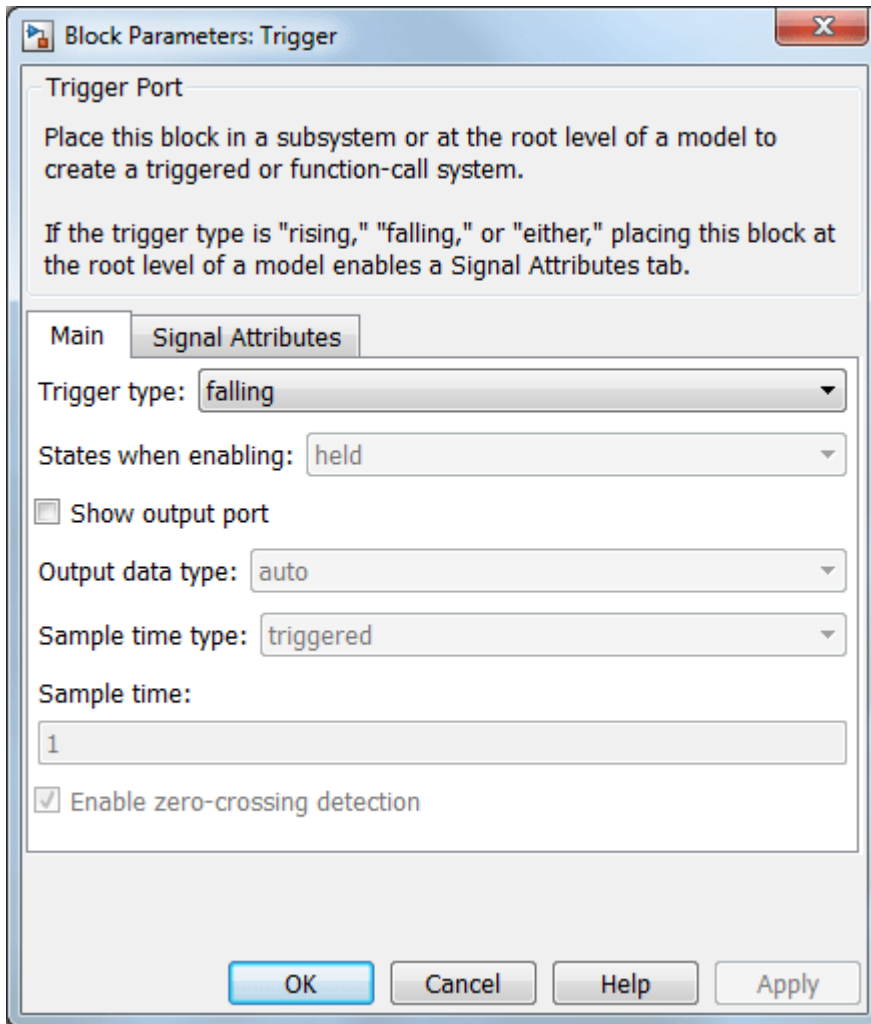 Block Parameters: Trigger
Trigger Port
Place this block in a subsystem or at the root level of a model to
create a triggered or function-call system.
If the trigger type is "rising," "falling," or "either," placing this block at
the root level of a model enables a Signal Attributes tab.
Main Signal Attributes
Trigger type: falling
States when enabling: held
Show output port
Output data type: auto
Sample time type: triggered
Sample time:
1
Enable zero-crossing detection
OK Cancel Help Apply